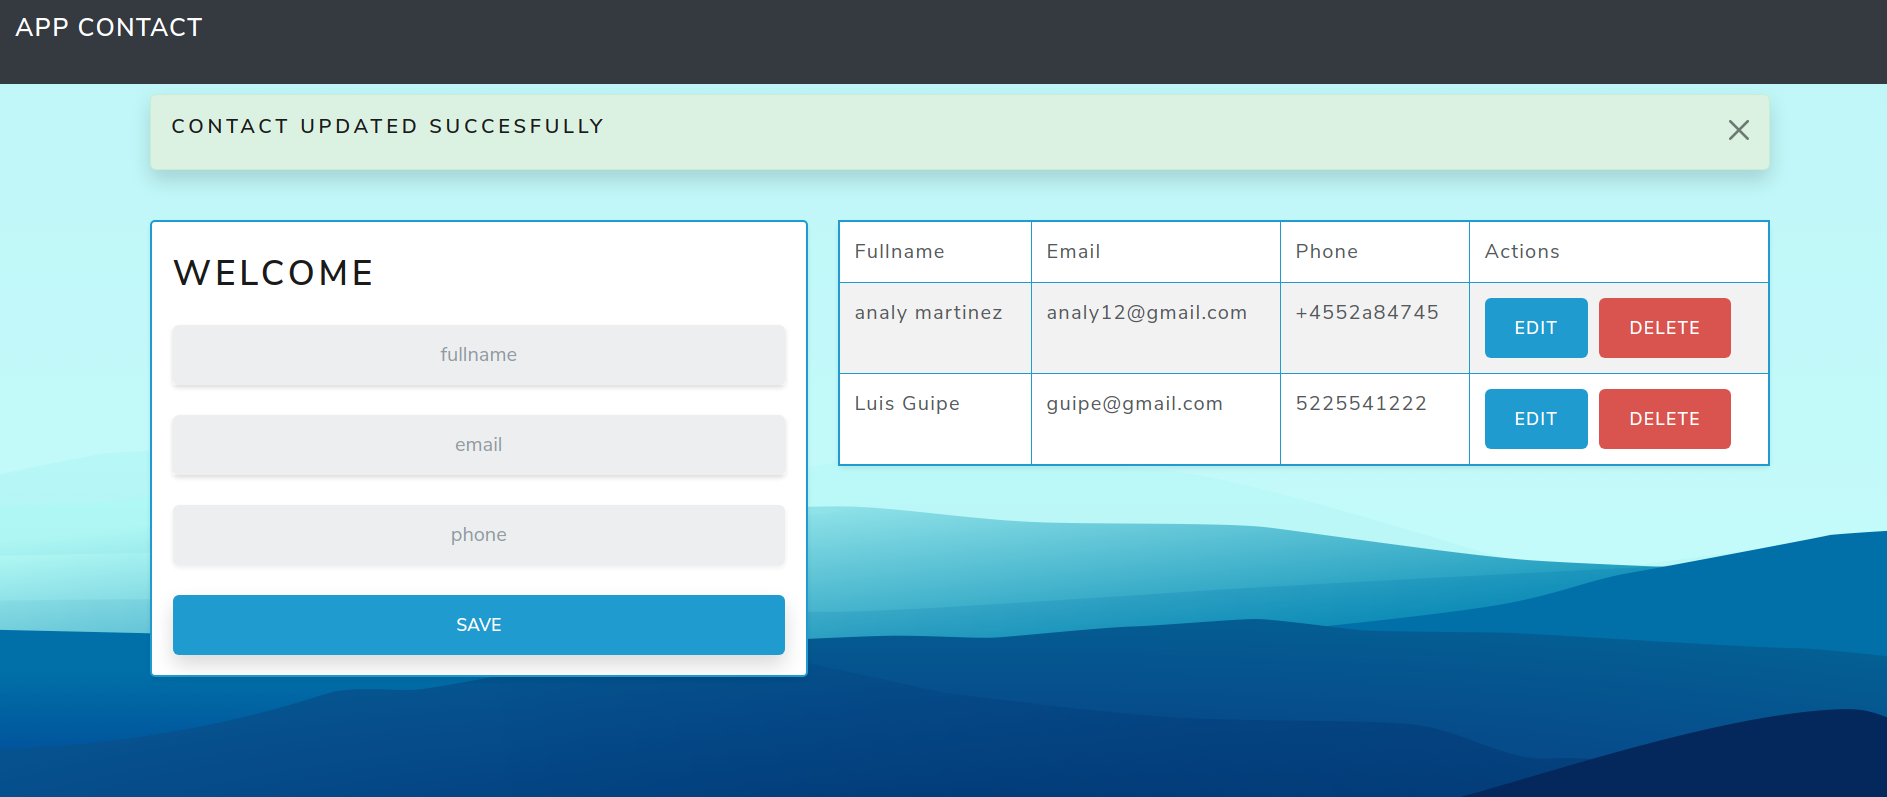 APP CONTACT
CONTACT UPDATED SUCCESFULLY
WELCOME
fullname
email
phone
SAVE
Fullname Email Phone Actions
analy martinez analy12@gmail.com +4552a84745 EDIT DELETE
Luis Guipe guipe@gmail.com 5225541222 EDIT DELETE